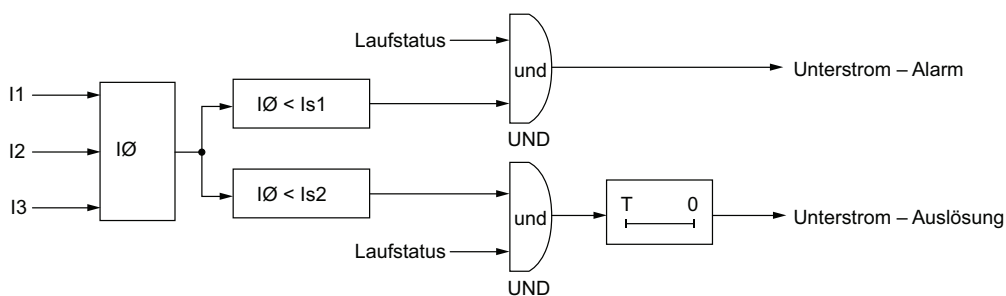 Laufstatus
und
Unterstrom – Alarm
I1
IØ < Is1
UND
I2
IØ
I3
IØ < Is2
und
T 0
Unterstrom – Auslösung
Laufstatus
UND